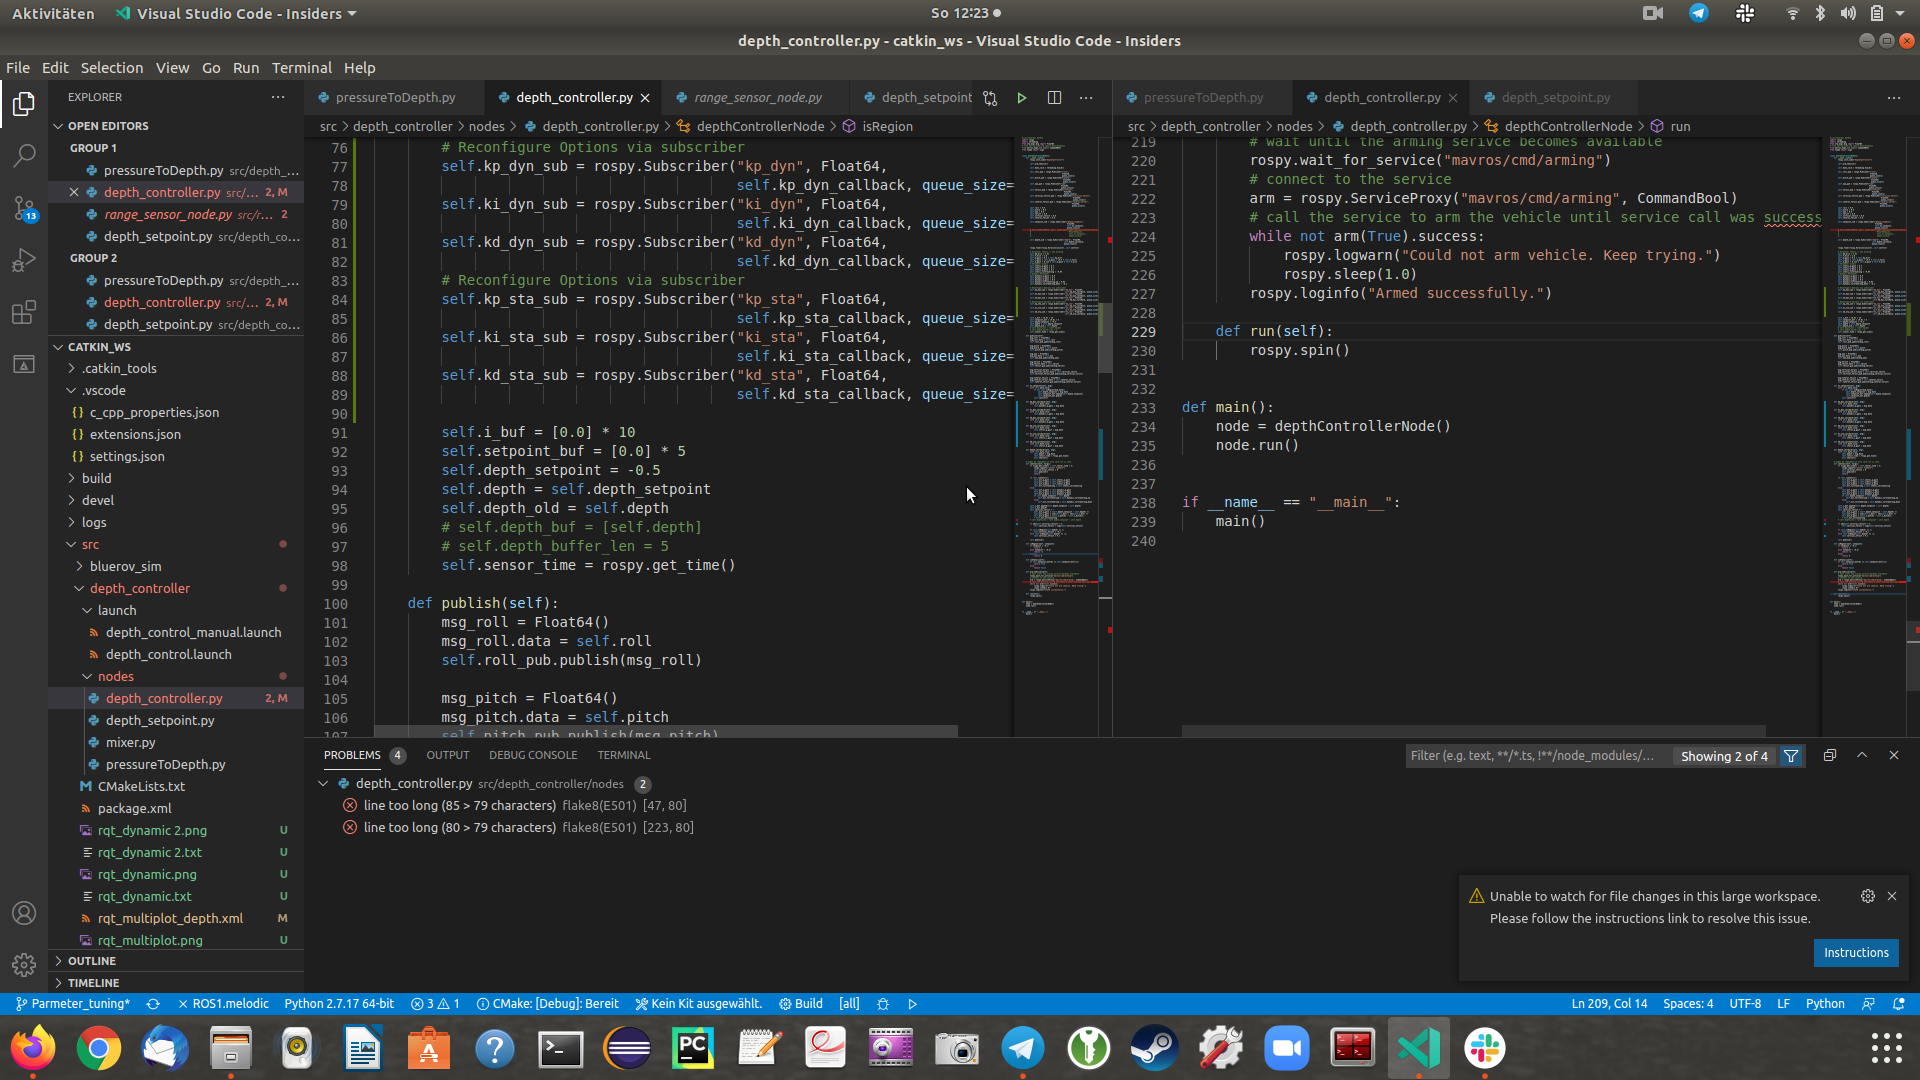 Aktivitäten
Visual Studio Code - Insiders
So 12:23
depth_controller.py - catkin_ws - Visual Studio Code - Insiders
File Edit Selection View Go Run Terminal Help
EXPLORER
OPEN EDITORS
GROUP 1
pressureToDepth.py src/depth_...
depth_controller.py src/... 2, M
range_sensor_node.py src/r... 2
depth_setpoint.py src/depth_co...
GROUP 2
pressureToDepth.py src/depth_...
depth_controller.py src/... 2, M
depth_setpoint.py src/depth_co...
CATKIN_WS
.catkin_tools
.vscode
c_cpp_properties.json
extensions.json
settings.json
build
devel
logs
src
bluerov_sim
depth_controller
launch
depth_control_manual.launch
depth_control.launch
nodes
depth_controller.py 2, M
depth_setpoint.py
mixer.py
pressureToDepth.py
CMakeLists.txt
package.xml
rqt_dynamic 2.png U
rqt_dynamic 2.txt U
rqt_dynamic.png U
rqt_dynamic.txt U
rqt_multiplot_depth.xml M
rqt_multiplot.png U
OUTLINE
TIMELINE
13
pressureToDepth.py depth_controller.py range_sensor_node.py depth_setpoint
src > depth_controller > nodes > depth_controller.py > depthControllerNode > isRegion
76 # Reconfigure Options via subscriber
77 self.kp_dyn_sub = rospy.Subscriber("kp_dyn", Float64,
78 self.kp_dyn_callback, queue_size=
79 self.ki_dyn_sub = rospy.Subscriber("ki_dyn", Float64,
80 self.ki_dyn_callback, queue_size=
81 self.kd_dyn_sub = rospy.Subscriber("kd_dyn", Float64,
82 self.kd_dyn_callback, queue_size=
83 # Reconfigure Options via subscriber
84 self.kp_sta_sub = rospy.Subscriber("kp_sta", Float64,
85 self.kp_sta_callback, queue_size=
86 self.ki_sta_sub = rospy.Subscriber("ki_sta", Float64,
87 self.ki_sta_callback, queue_size=
88 self.kd_sta_sub = rospy.Subscriber("kd_sta", Float64,
89 self.kd_sta_callback, queue_size=
90
91 self.i_buf = [0.0] * 10
92 self.setpoint_buf = [0.0] * 5
93 self.depth_setpoint = -0.5
94 self.depth = self.depth_setpoint
95 self.depth_old = self.depth
96 # self.depth_buf = [self.depth]
97 # self.depth_buffer_len = 5
98 self.sensor_time = rospy.get_time()
99
100 def publish(self):
101 msg_roll = Float64()
102 msg_roll.data = self.roll
103 self.roll_pub.publish(msg_roll)
104
105 msg_pitch = Float64()
106 msg_pitch.data = self.pitch
107 self.pitch_pub.publish(msg_pitch)
pressureToDepth.py depth_controller.py depth_setpoint.py
src > depth_controller > nodes > depth_controller.py > depthControllerNode > run
219 # wait until the arming serivce becomes available
220 rospy.wait_for_service("mavros/cmd/arming")
221 # connect to the service
222 arm = rospy.ServiceProxy("mavros/cmd/arming", CommandBool)
223 # call the service to arm the vehicle until service call was success
224 while not arm(True).success:
225 rospy.logwarn("Could not arm vehicle. Keep trying.")
226 rospy.sleep(1.0)
227 rospy.loginfo("Armed successfully.")
228
229 def run(self):
230 rospy.spin()
231
232
233 def main():
234 node = depthControllerNode()
235 node.run()
236
237
238 if __name__ == "__main__":
239 main()
240
PROBLEMS 4 OUTPUT DEBUG CONSOLE TERMINAL
Filter (e.g. text, **/*.ts, !**/node_modules/... Showing 2 of 4
depth_controller.py src/depth_controller/nodes 2
line too long (85 > 79 characters) flake8(E501) [47, 80]
line too long (80 > 79 characters) flake8(E501) [223, 80]
Unable to watch for file changes in this large workspace.
Please follow the instructions link to resolve this issue.
Instructions
Parmeter_tuning* ROS1.melodic Python 2.7.17 64-bit 3 1 CMake: [Debug]: Bereit Kein Kit ausgewählt. Build [all] Ln 209, Col 14 Spaces: 4 UTF-8 LF Python
PC